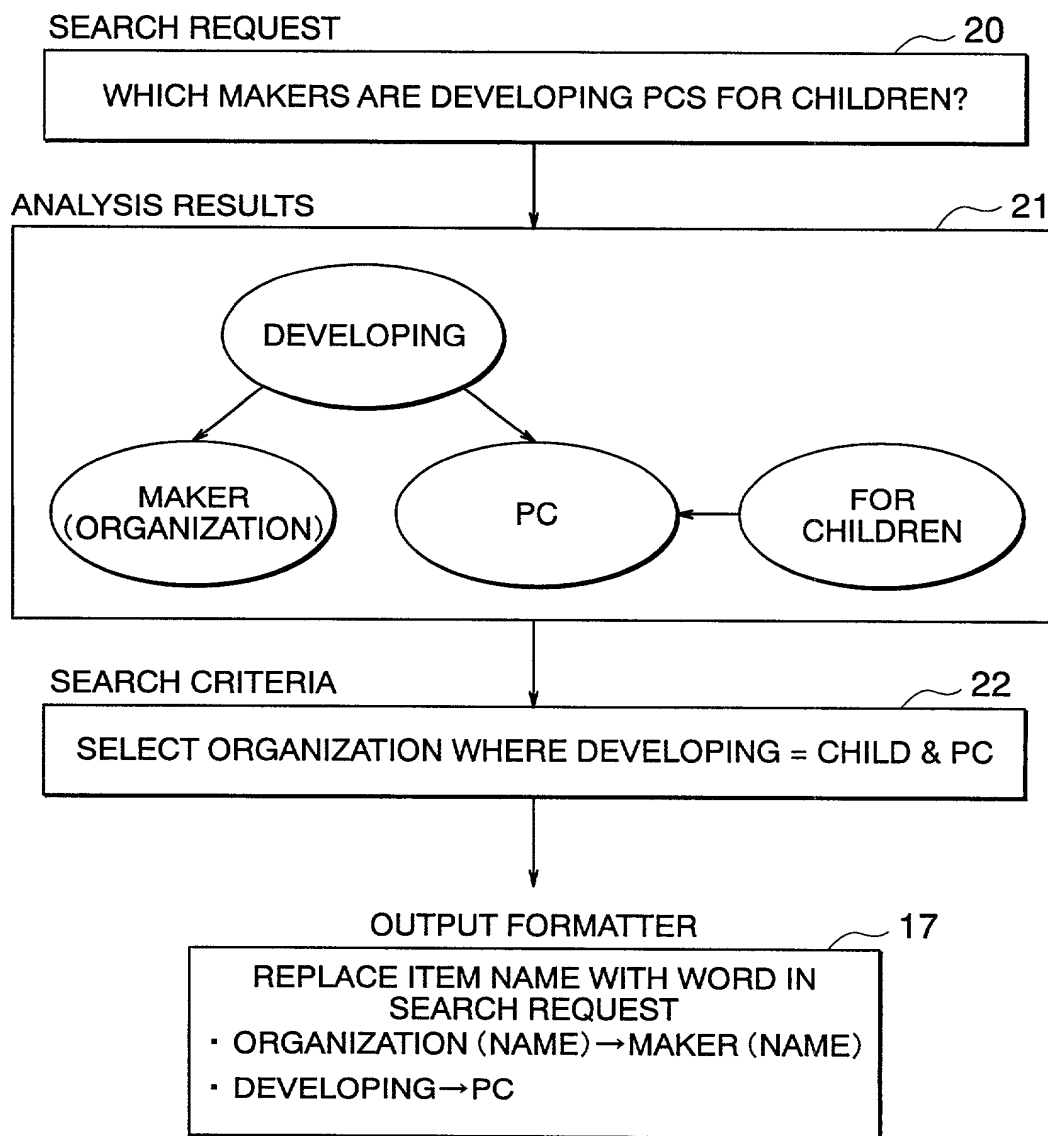 SEARCH REQUEST
20
WHICH MAKERS ARE DEVELOPING PCS FOR CHILDREN?
ANALYSIS RESULTS
21
DEVELOPING
MAKER
(ORGANIZATION)
PC
FOR
CHILDREN
SEARCH CRITERIA
22
SELECT ORGANIZATION WHERE DEVELOPING = CHILD & PC
OUTPUT FORMATTER
17
REPLACE ITEM NAME WITH WORD IN
SEARCH REQUEST
· ORGANIZATION (NAME)→MAKER (NAME)
· DEVELOPING→PC